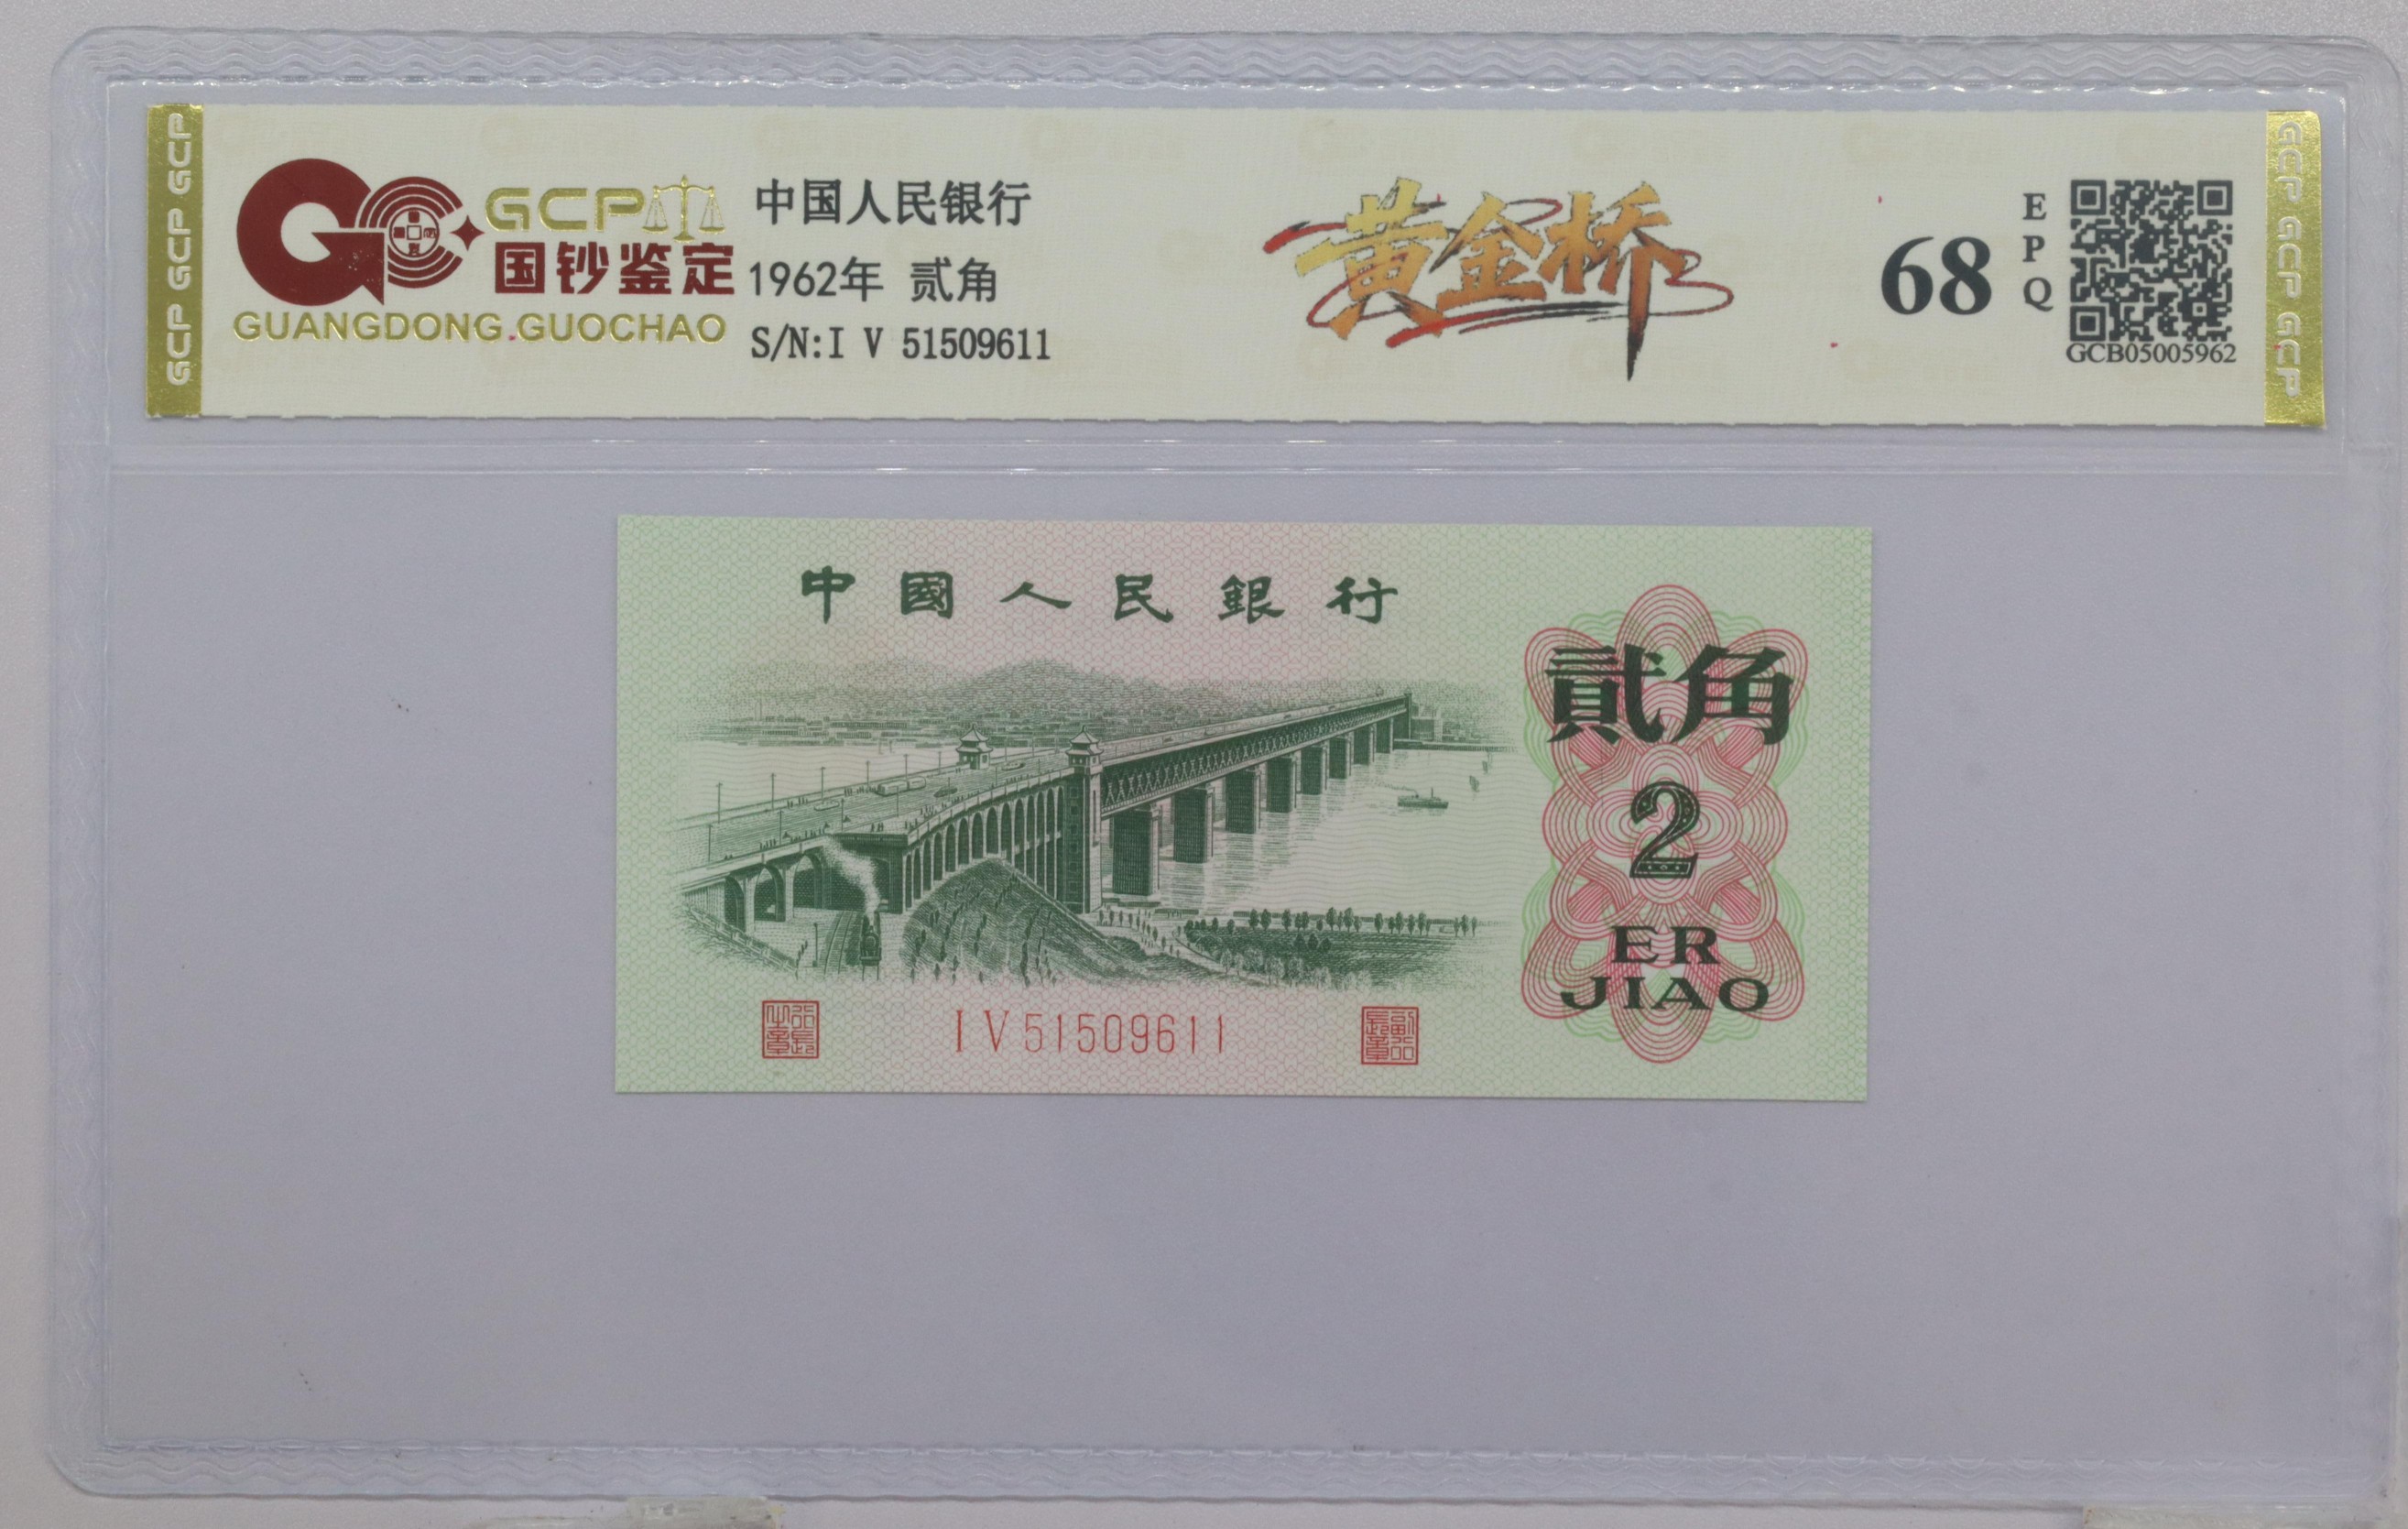 GCP GCP GCP
GCP
国钞鉴定
GUANGDONG.GUOCHAO
中国人民银行
1962年 贰角
S/N:I V 51509611
黄金桥
68
EPQ
GCB05005962
GCP GCP GCP
中國人民銀行
貳角
2
ER
JIAO
I V 51509611